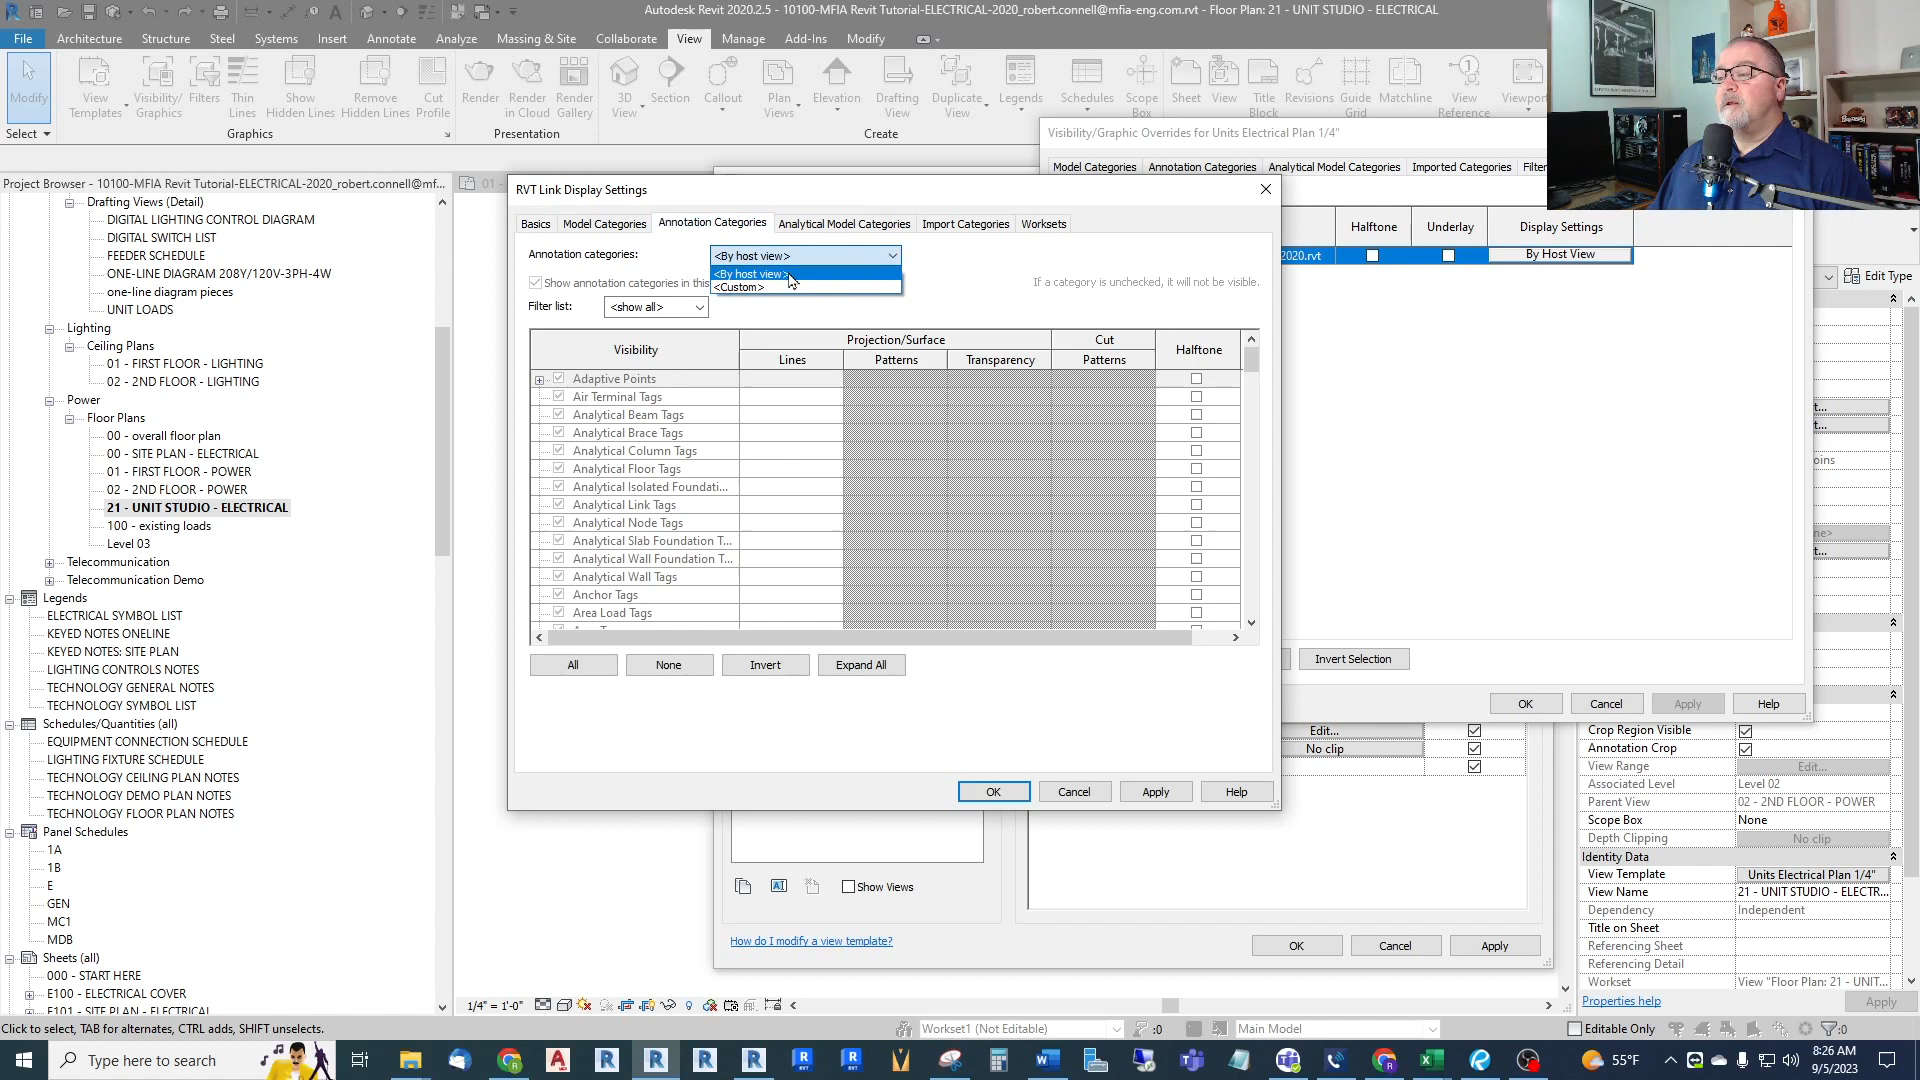 Autodesk Revit 2020.2.5 - 10100-MFIA Revit Tutorial-ELECTRICAL-2020_robert.connell@mfia-eng.com.rvt - Floor Plan: 21 - UNIT STUDIO - ELECTRICAL
File Architecture Structure Steel Systems Insert Annotate Analyze Massing & Site Collaborate View Manage Add-Ins Modify
Modify
View Templates
Visibility/ Graphics
Filters
Thin Lines
Show Hidden Lines
Remove Hidden Lines
Cut Profile
Render
Render in Cloud
Render Gallery
3D View
Section
Callout
Plan Views
Elevation
Drafting View
Duplicate View
Legends
Schedules
Scope Box
Sheet
View
Title Block
Revisions
Guide Grid
Matchline
View Reference
Viewport
Select Graphics Presentation Create
Visibility/Graphic Overrides for Units Electrical Plan 1/4"
Model Categories Annotation Categories Analytical Model Categories Imported Categories Filter
Halftone Underlay Display Settings
2020.rvt By Host View
Invert Selection
OK Cancel Apply Help
Project Browser - 10100-MFIA Revit Tutorial-ELECTRICAL-2020_robert.connell@mf...
01 -
Drafting Views (Detail)
DIGITAL LIGHTING CONTROL DIAGRAM
DIGITAL SWITCH LIST
FEEDER SCHEDULE
ONE-LINE DIAGRAM 208Y/120V-3PH-4W
one-line diagram pieces
UNIT LOADS
Lighting
Ceiling Plans
01 - FIRST FLOOR - LIGHTING
02 - 2ND FLOOR - LIGHTING
Power
Floor Plans
00 - overall floor plan
00 - SITE PLAN - ELECTRICAL
01 - FIRST FLOOR - POWER
02 - 2ND FLOOR - POWER
21 - UNIT STUDIO - ELECTRICAL
100 - existing loads
Level 03
Telecommunication
Telecommunication Demo
Legends
ELECTRICAL SYMBOL LIST
KEYED NOTES ONELINE
KEYED NOTES: SITE PLAN
LIGHTING CONTROLS NOTES
TECHNOLOGY GENERAL NOTES
TECHNOLOGY SYMBOL LIST
Schedules/Quantities (all)
EQUIPMENT CONNECTION SCHEDULE
LIGHTING FIXTURE SCHEDULE
TECHNOLOGY CEILING PLAN NOTES
TECHNOLOGY DEMO PLAN NOTES
TECHNOLOGY FLOOR PLAN NOTES
Panel Schedules
1A
1B
E
GEN
MC1
MDB
Sheets (all)
000 - START HERE
E100 - ELECTRICAL COVER
E101 - SITE PLAN - ELECTRICAL
RVT Link Display Settings
Basics Model Categories Annotation Categories Analytical Model Categories Import Categories Worksets
Annotation categories: <By host view>
<By host view>
<Custom>
Show annotation categories in this
If a category is unchecked, it will not be visible.
Filter list: <show all>
Visibility Projection/Surface Cut Halftone
Lines Patterns Transparency Patterns
Adaptive Points
Air Terminal Tags
Analytical Beam Tags
Analytical Brace Tags
Analytical Column Tags
Analytical Floor Tags
Analytical Isolated Foundati...
Analytical Link Tags
Analytical Node Tags
Analytical Slab Foundation T...
Analytical Wall Foundation T...
Analytical Wall Tags
Anchor Tags
Area Load Tags
All None Invert Expand All
OK Cancel Apply Help
Edit...
No clip
Show Views
How do I modify a view template?
OK Cancel Apply
Edit Type
Crop Region Visible
Annotation Crop
View Range Edit...
Associated Level Level 02
Parent View 02 - 2ND FLOOR - POWER
Scope Box None
Depth Clipping No clip
Identity Data
View Template Units Electrical Plan 1/4"
View Name 21 - UNIT STUDIO - ELECTR...
Dependency Independent
Title on Sheet
Referencing Sheet
Referencing Detail
Workset View "Floor Plan: 21 - UNIT...
Properties help Apply
1/4" = 1'-0"
Click to select, TAB for alternates, CTRL adds, SHIFT unselects.
Workset1 (Not Editable) :0 Main Model Editable Only :0
Type here to search
55°F
8:26 AM
9/5/2023